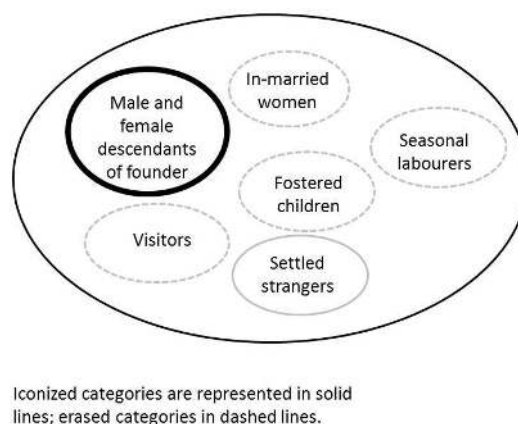 Male and
female
descendants
of founder
In-married
women
Seasonal
labourers
Fostered
children
Visitors
Settled
strangers
Iconized categories are represented in solid
lines; erased categories in dashed lines.